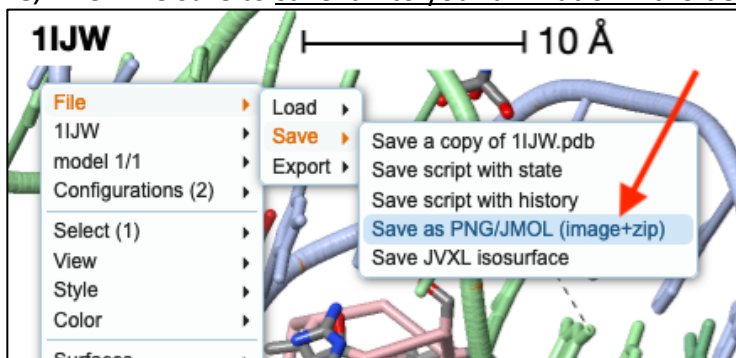 1IJW 10 Å
File
1IJW
model 1/1
Configurations (2)
Select (1)
View
Style
Color
Load
Save
Export
Save a copy of 1IJW.pdb
Save script with state
Save script with history
Save as PNG/JMOL (image+zip)
Save JVXL isosurface